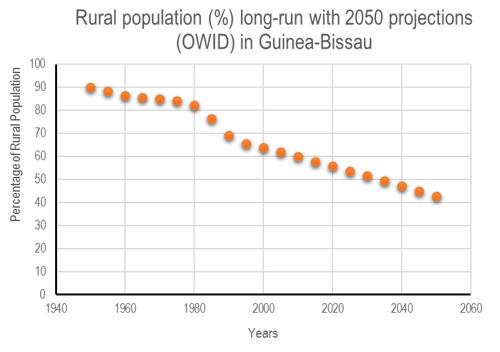 Rural population (%) long-run with 2050 projections
(OWID) in Guinea-Bissau
Percentage of Rural Population
100
90
80
70
60
50
40
30
20
10
0
1940 1960 1980 2000 2020 2040 2060
Years